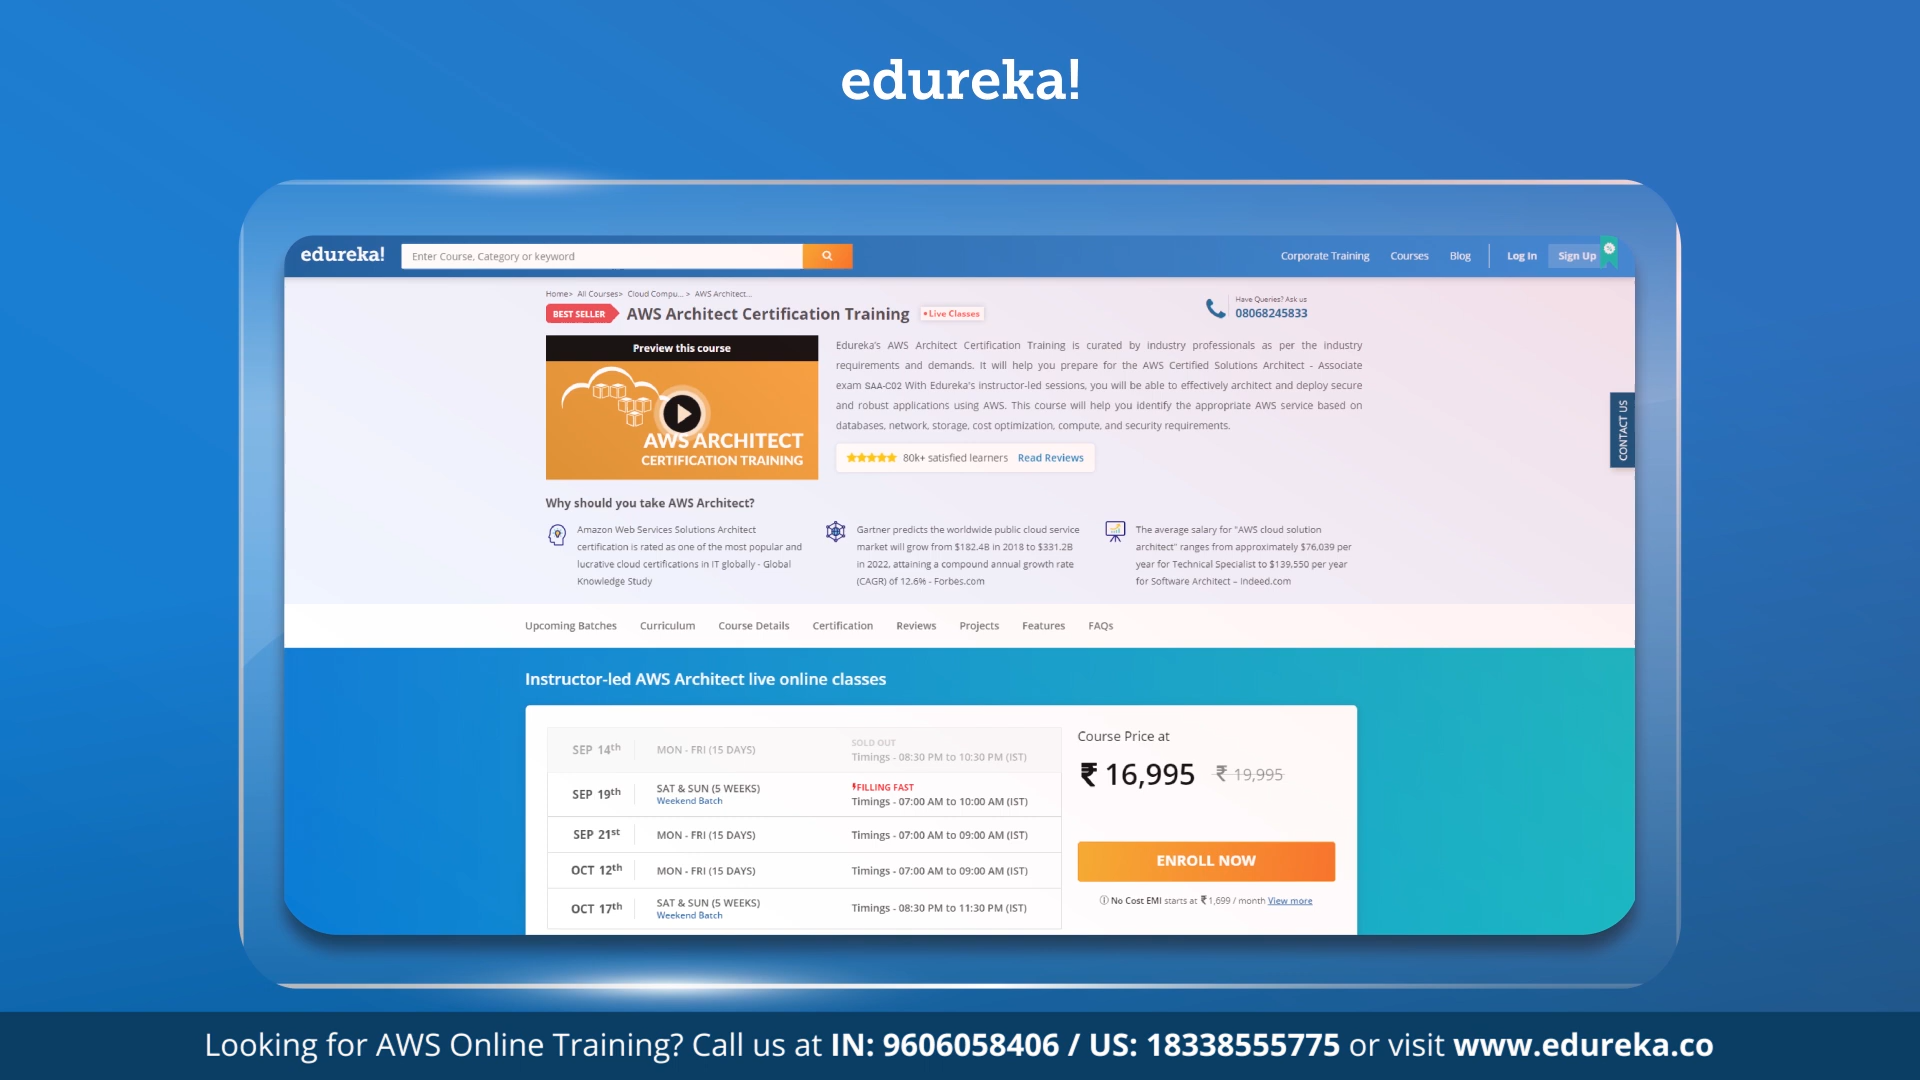 edureka!
edureka!
Enter Course, Category or keyword
Corporate Training
Courses
Blog
Log In
Sign Up
Home> All Courses> Cloud Compu... > AWS Architect...
BEST SELLER
AWS Architect Certification Training
Live Classes
Have Queries? Ask us
08068245833
Preview this course
AWS ARCHITECT
CERTIFICATION TRAINING
Edureka's AWS Architect Certification Training is curated by industry professionals as per the industry
requirements and demands. It will help you prepare for the AWS Certified Solutions Architect - Associate
exam SAA-C02 With Edureka's instructor-led sessions, you will be able to effectively architect and deploy secure
and robust applications using AWS. This course will help you identify the appropriate AWS service based on
databases, network, storage, cost optimization, compute, and security requirements.
80k+ satisfied learners Read Reviews
CONTACT US
Why should you take AWS Architect?
Amazon Web Services Solutions Architect
certification is rated as one of the most popular and
lucrative cloud certifications in IT globally - Global
Knowledge Study
Gartner predicts the worldwide public cloud service
market will grow from $182.4B in 2018 to $331.2B
in 2022, attaining a compound annual growth rate
(CAGR) of 12.6% - Forbes.com
The average salary for "AWS cloud solution
architect" ranges from approximately $76,039 per
year for Technical Specialist to $139,550 per year
for Software Architect – Indeed.com
Upcoming Batches
Curriculum
Course Details
Certification
Reviews
Projects
Features
FAQs
Instructor-led AWS Architect live online classes
SEP 14th
MON - FRI (15 DAYS)
SOLD OUT
Timings - 08:30 PM to 10:30 PM (IST)
SEP 19th
SAT & SUN (5 WEEKS)
Weekend Batch
FILLING FAST
Timings - 07:00 AM to 10:00 AM (IST)
SEP 21st
MON - FRI (15 DAYS)
Timings - 07:00 AM to 09:00 AM (IST)
OCT 12th
MON - FRI (15 DAYS)
Timings - 07:00 AM to 09:00 AM (IST)
OCT 17th
SAT & SUN (5 WEEKS)
Weekend Batch
Timings - 08:30 PM to 11:30 PM (IST)
Course Price at
₹ 16,995 ₹ 19,995
ENROLL NOW
No Cost EMI starts at ₹ 1,699 / month View more
Looking for AWS Online Training? Call us at IN: 9606058406 / US: 18338555775 or visit www.edureka.co